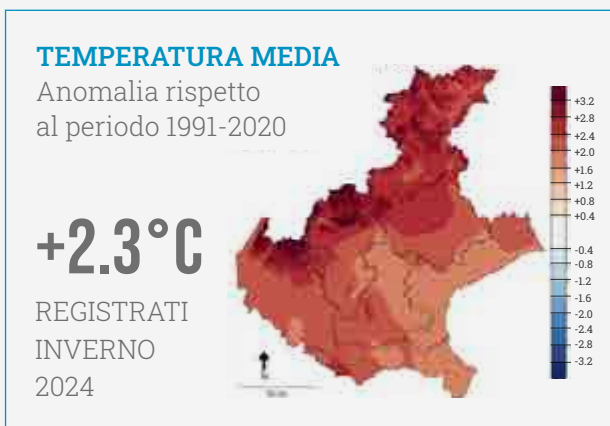 TEMPERATURA MEDIA
Anomalia rispetto
al periodo 1991-2020
+2.3°C
REGISTRATI
INVERNO
2024
+3.2
+2.8
+2.4
+2.0
+1.6
+1.2
+0.8
+0.4
-0.4
-0.8
-1.2
-1.6
-2.0
-2.4
-2.8
-3.2